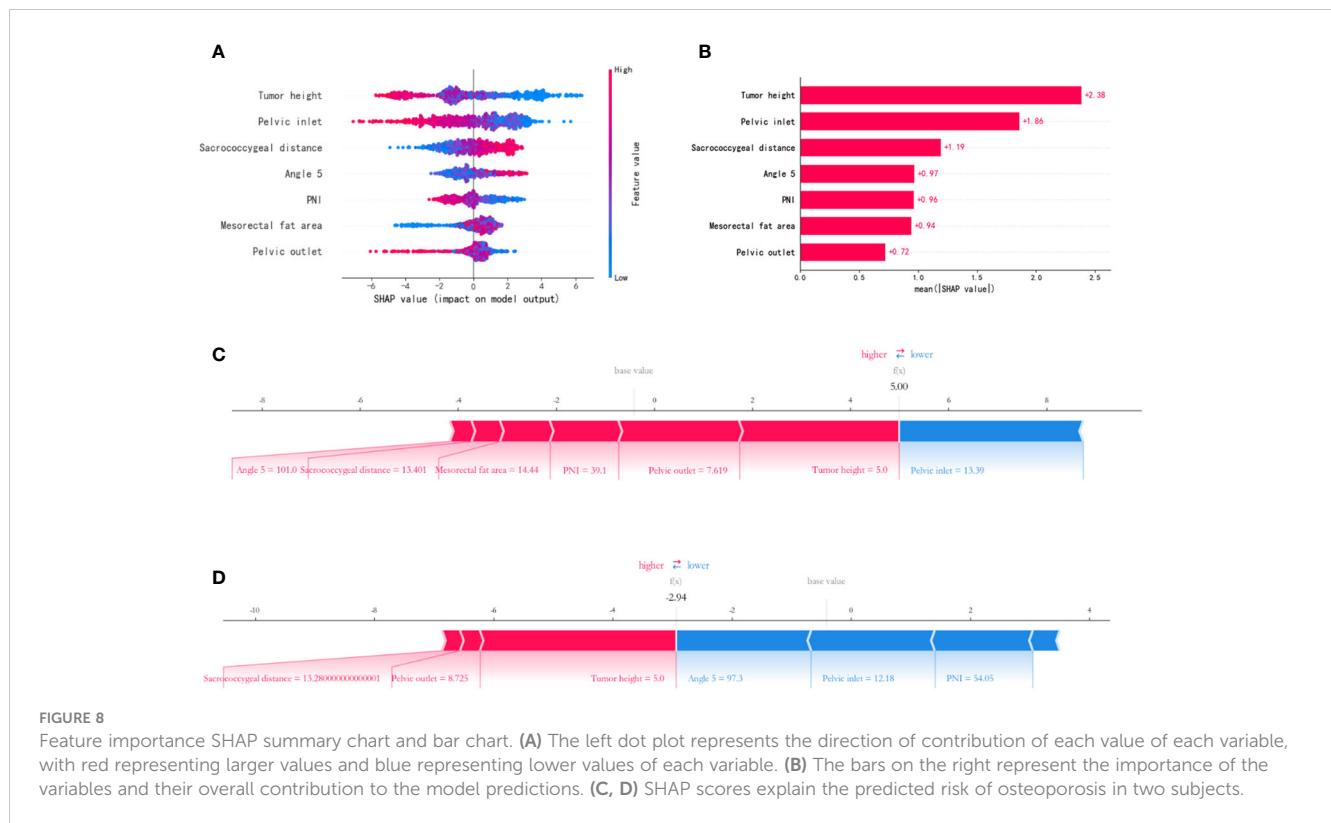 A
High
Tumor height
Pelvic inlet
Sacrococcygeal distance
Angle 5
PNI
Mesorectal fat area
Pelvic outlet
Feature value
Low
-6 -4 -2 0 2 4 6
SHAP value (impact on model output)
B
Tumor height +2.38
Pelvic inlet +1.86
Sacrococcygeal distance +1.19
Angle 5 +0.97
PNI +0.96
Mesorectal fat area +0.94
Pelvic outlet +0.72
0.0 0.5 1.0 1.5 2.0 2.5
mean(|SHAP value|)
C
higher ⇄ lower
base value f(x)
5.00
-8 -6 -4 -2 0 2 4 6 8
Angle 5 = 101.0 Sacrococcygeal distance = 13.401 Mesorectal fat area = 14.44 PNI = 39.1 Pelvic outlet = 7.619 Tumor height = 5.0 Pelvic inlet = 13.39
D
higher ⇄ lower
f(x) base value
-2.94
-10 -8 -6 -4 -2 0 2 4
Sacrococcygeal distance = 13.280000000000001 Pelvic outlet = 8.725 Tumor height = 5.0 Angle 5 = 97.3 Pelvic inlet = 12.18 PNI = 54.05
FIGURE 8
Feature importance SHAP summary chart and bar chart. (A) The left dot plot represents the direction of contribution of each value of each variable,
with red representing larger values and blue representing lower values of each variable. (B) The bars on the right represent the importance of the
variables and their overall contribution to the model predictions. (C, D) SHAP scores explain the predicted risk of osteoporosis in two subjects.